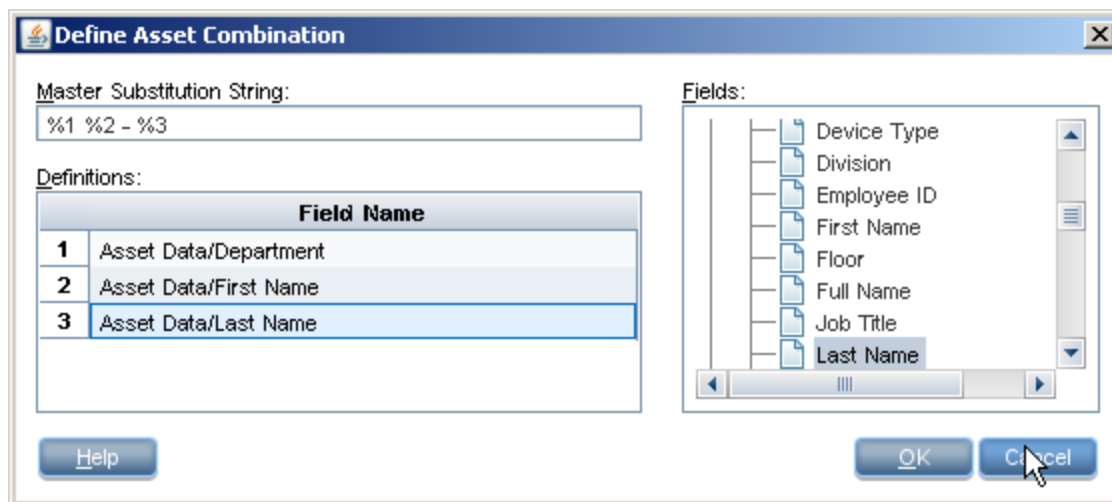 Define Asset Combination
Master Substitution String:
%1 %2 - %3
Definitions:
Field Name
1 Asset Data/Department
2 Asset Data/First Name
3 Asset Data/Last Name
Fields:
Device Type
Division
Employee ID
First Name
Floor
Full Name
Job Title
Last Name
Help
OK
Cancel